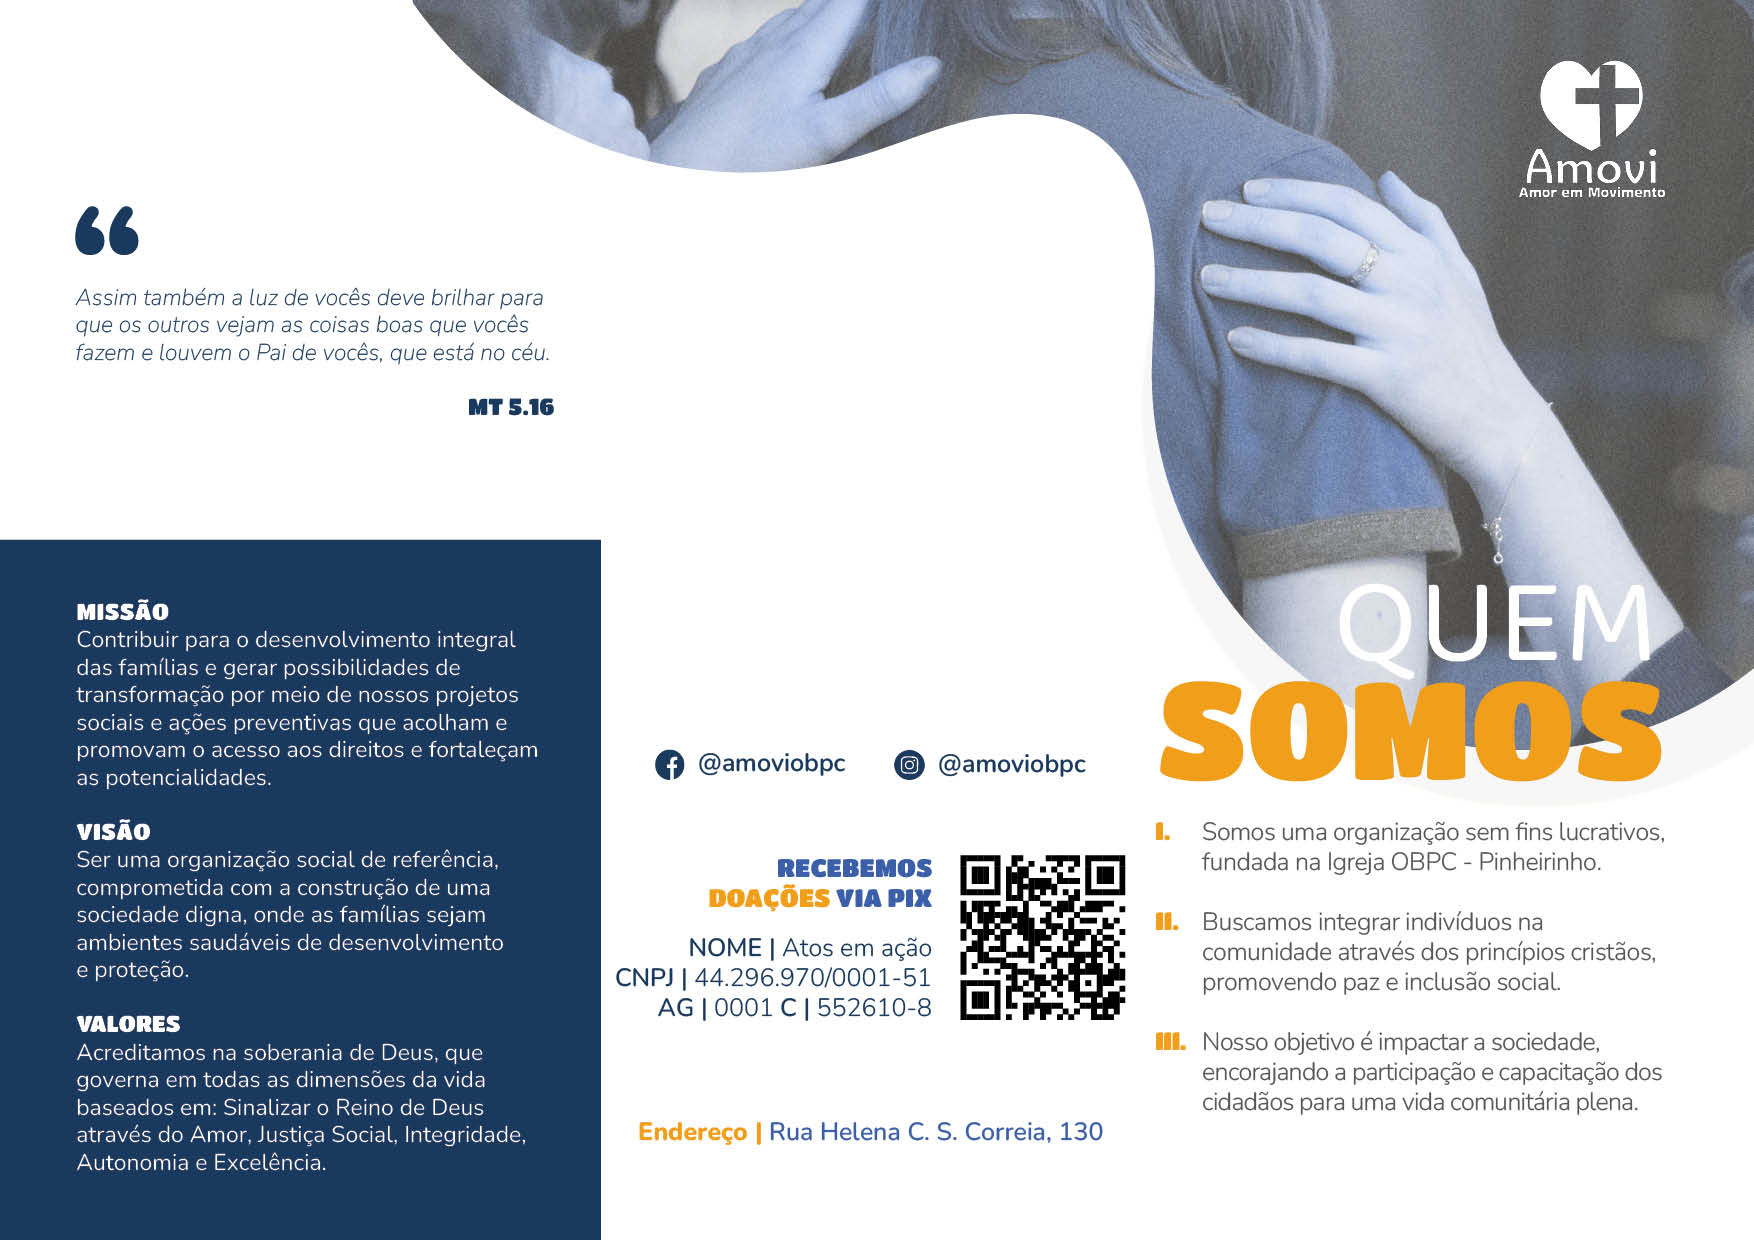 Assim também a luz de vocês deve brilhar para
que os outros vejam as coisas boas que vocês
fazem e louvem o Pai de vocês, que está no céu.
MT 5.16
MISSÃO
Contribuir para o desenvolvimento integral
das famílias e gerar possibilidades de
transformação por meio de nossos projetos
sociais e ações preventivas que acolham e
promovam o acesso aos direitos e fortaleçam
as potencialidades.
VISÃO
Ser uma organização social de referência,
comprometida com a construção de uma
sociedade digna, onde as famílias sejam
ambientes saudáveis de desenvolvimento
e proteção.
VALORES
Acreditamos na soberania de Deus, que
governa em todas as dimensões da vida
baseados em: Sinalizar o Reino de Deus
através do Amor, Justiça Social, Integridade,
Autonomia e Excelência.
@amoviobpc @amoviobpc
RECEBEMOS
DOAÇÕES VIA PIX
NOME | Atos em ação
CNPJ | 44.296.970/0001-51
AG | 0001 C | 552610-8
Endereço | Rua Helena C. S. Correia, 130
Amovi
Amor em Movimento
QUEM
SOMOS
I. Somos uma organização sem fins lucrativos,
fundada na Igreja OBPC - Pinheirinho.
II. Buscamos integrar indivíduos na
comunidade através dos princípios cristãos,
promovendo paz e inclusão social.
III. Nosso objetivo é impactar a sociedade,
encorajando a participação e capacitação dos
cidadãos para uma vida comunitária plena.